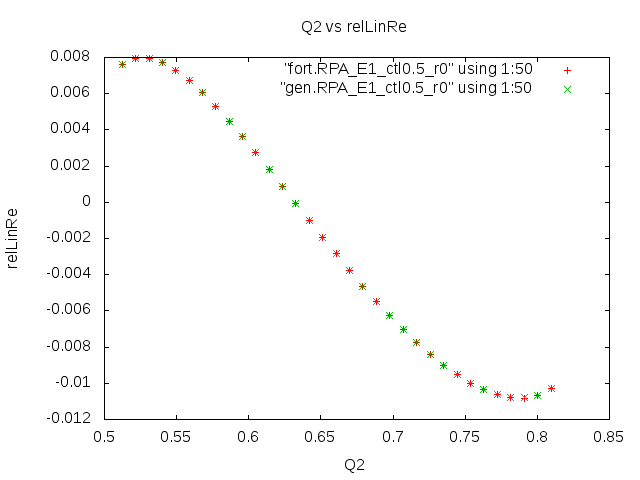 Q2 vs relLinRe
"fort.RPA_E1_ctl0.5_r0" using 1:50
"gen.RPA_E1_ctl0.5_r0" using 1:50
0.008
0.006
0.004
0.002
0
-0.002
-0.004
-0.006
-0.008
-0.01
-0.012
relLinRe
0.5 0.55 0.6 0.65 0.7 0.75 0.8 0.85
Q2